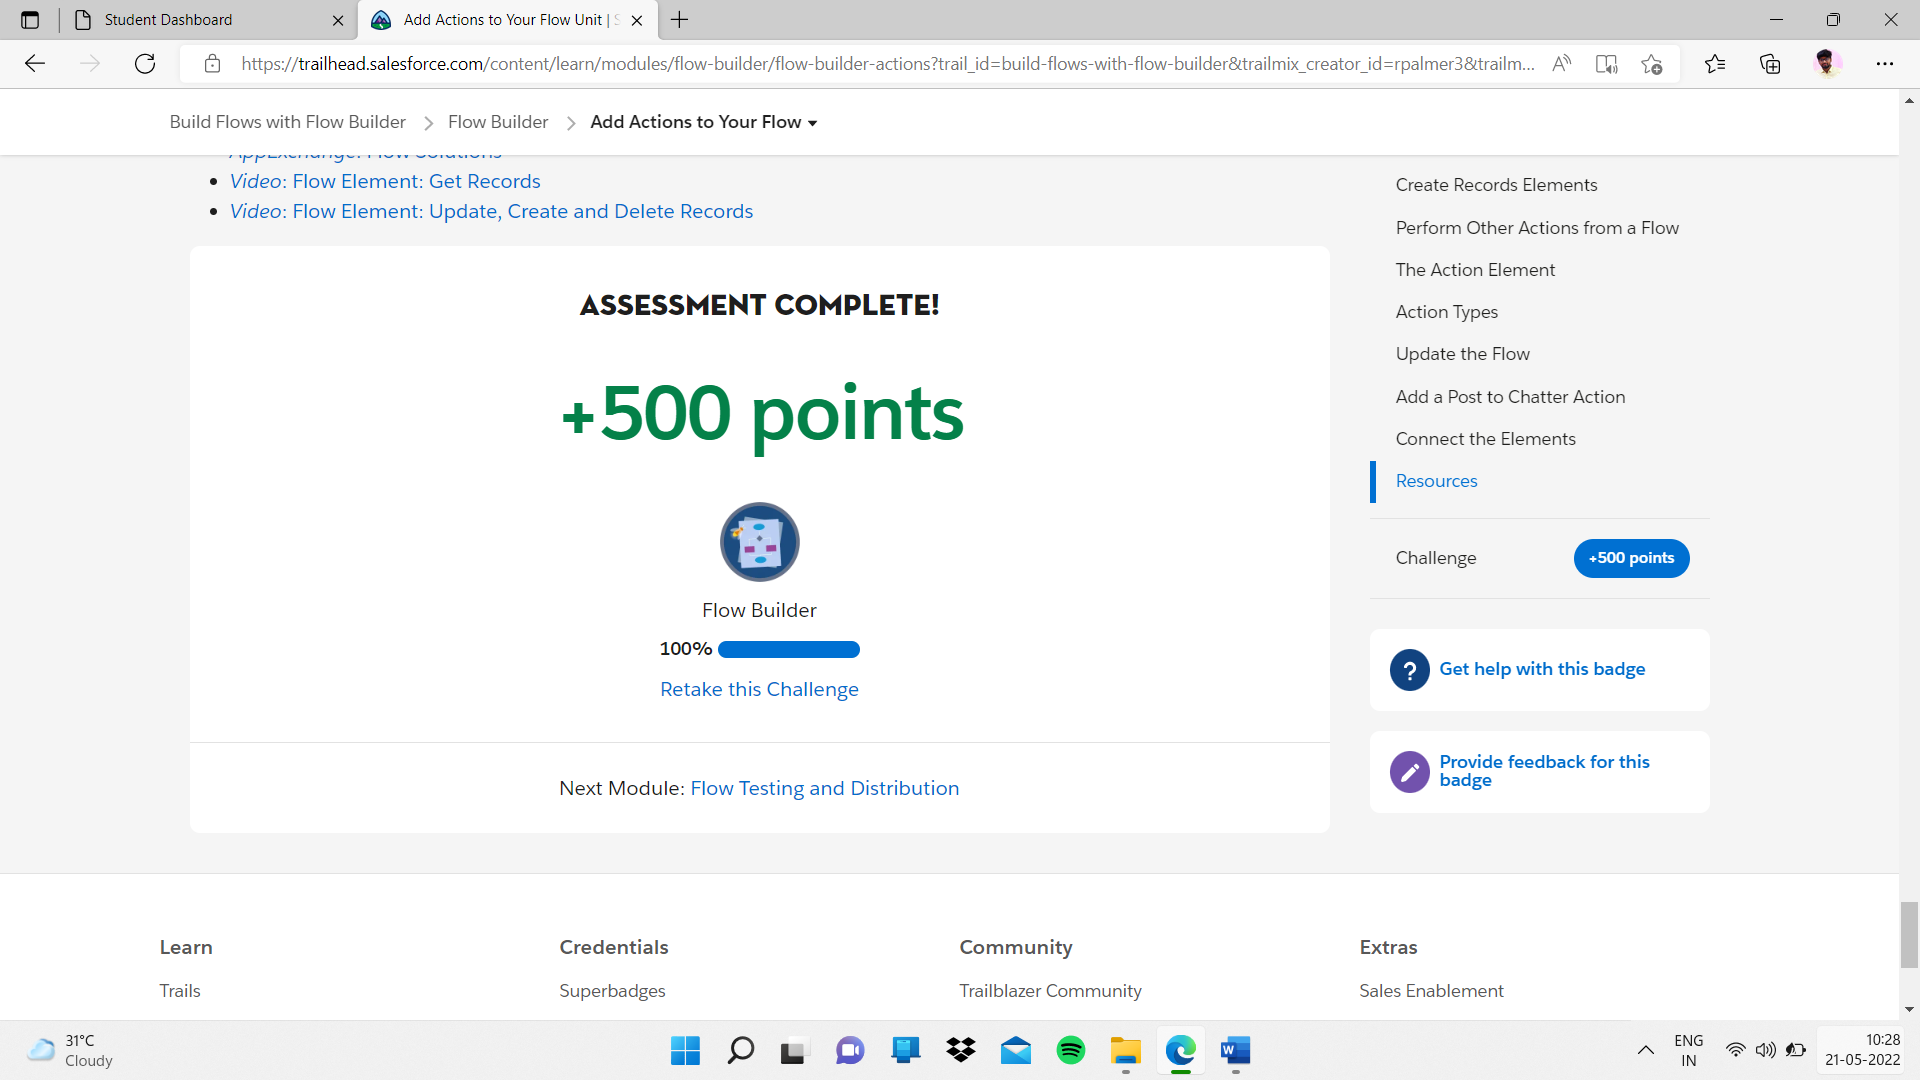 Student Dashboard
Add Actions to Your Flow Unit | S
https://trailhead.salesforce.com/content/learn/modules/flow-builder/flow-builder-actions?trail_id=build-flows-with-flow-builder&trailmix_creator_id=rpalmer3&trailm...
Build Flows with Flow Builder
Flow Builder
Add Actions to Your Flow
AppExchange: Flow Solutions
Video: Flow Element: Get Records
Video: Flow Element: Update, Create and Delete Records
ASSESSMENT COMPLETE!
+500 points
Flow Builder
100%
Retake this Challenge
Next Module: Flow Testing and Distribution
Create Records Elements
Perform Other Actions from a Flow
The Action Element
Action Types
Update the Flow
Add a Post to Chatter Action
Connect the Elements
Resources
Challenge
+500 points
Get help with this badge
Provide feedback for this
badge
Learn
Trails
Credentials
Superbadges
Community
Trailblazer Community
Extras
Sales Enablement
31°C
Cloudy
ENG
IN
10:28
21-05-2022